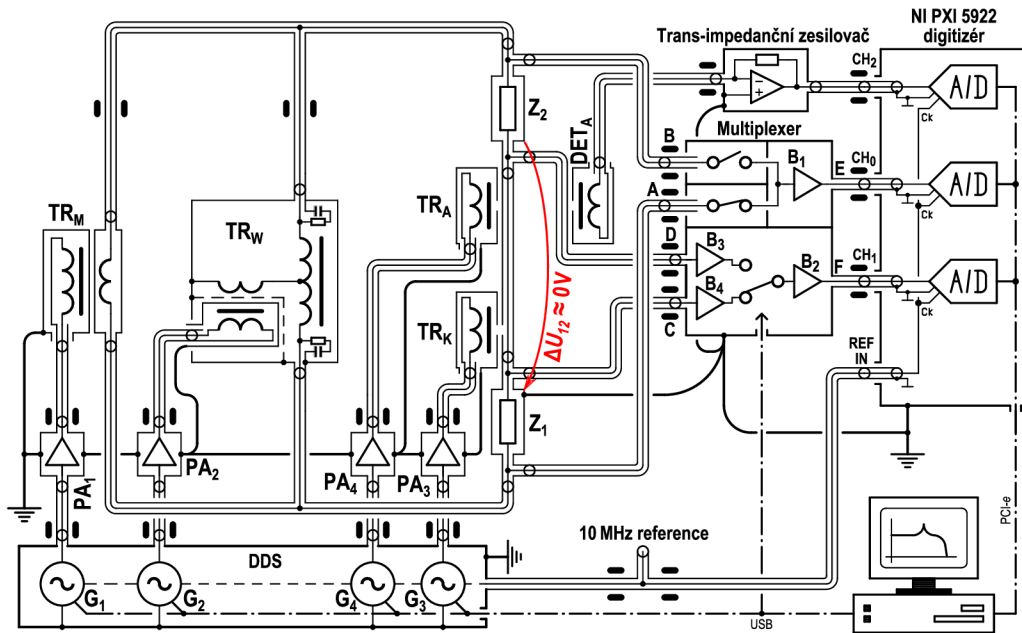 NI PXI 5922
digitizér
Trans-impedanční zesilovač
CH2
A/D
Ck
Z2
DETA
Multiplexer
B
B1
E
CH0
A/D
Ck
A
TRM
TRA
TRW
D
B3
B2
F
CH1
A/D
B4
Ck
C
TRK
ΔU12 ≈ 0V
REF
IN
Z1
PA1
PA2
PA4
PA3
PCI-e
10 MHz reference
DDS
G1
G2
G4
G3
USB